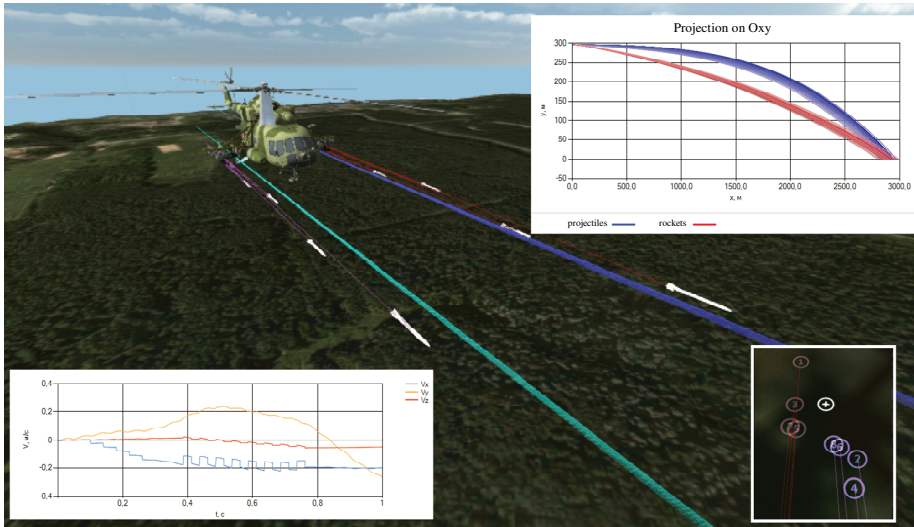 Projection on Oxy
300
250
200
150
100
50
0
-50
y, м
0,0
500,0
1000,0
1500,0
2000,0
2500,0
3000,0
x, м
projectiles
rockets
0,4
0,2
0
-0,2
0,4
V, м/с
0,2
0,4
0,6
0,8
1
t, с
Vx
Vy
Vz
1
3
2
4